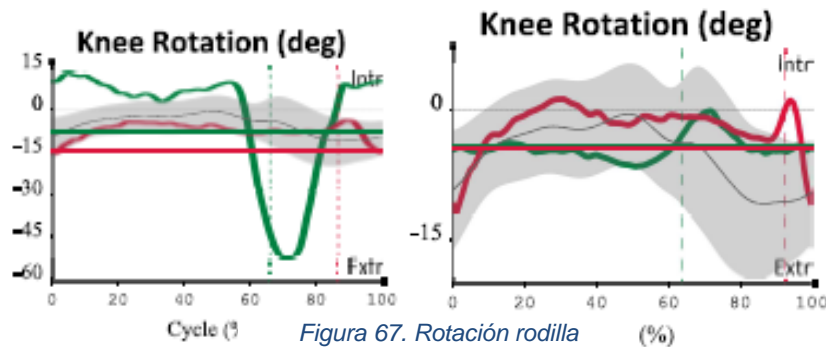 Knee Rotation (deg)
15
0
-15
-30
-45
-60
Intr
Extr
0 20 40 60 80 100
Cycle (%
Knee Rotation (deg)
0
-15
Intr
Extr
0 20 40 60 80 100
(%)
Figura 67. Rotación rodilla